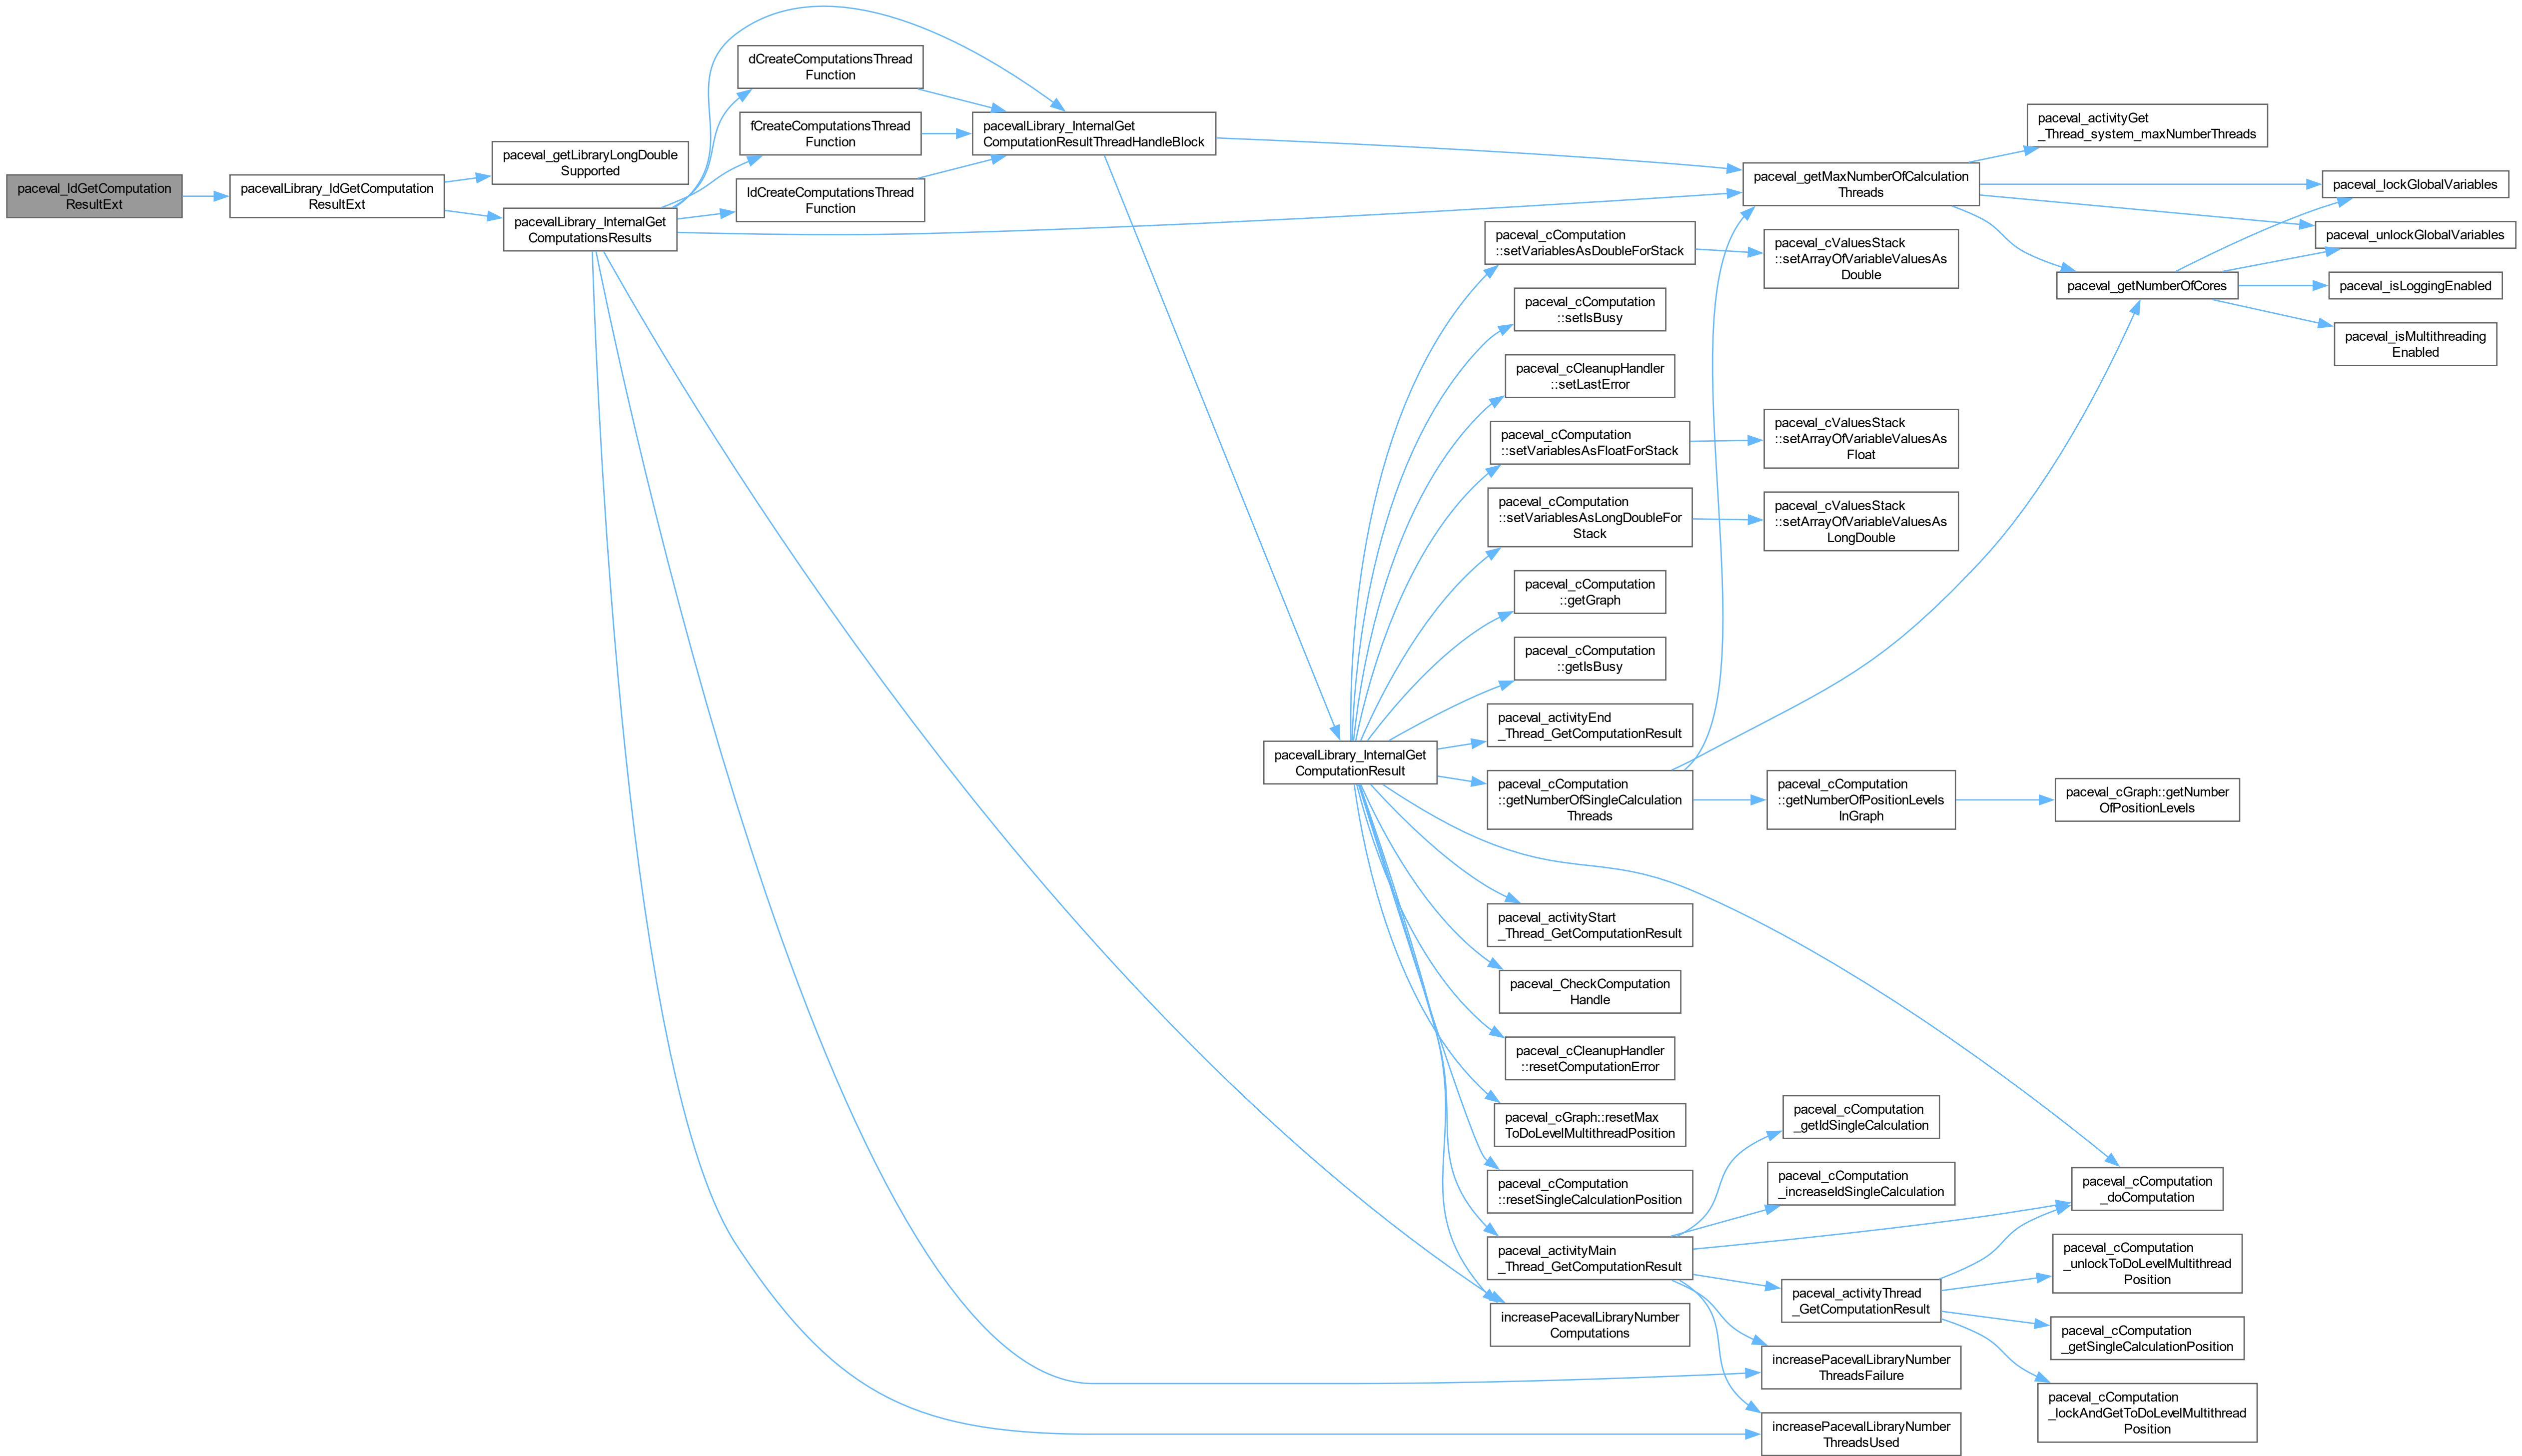 paceval_ldGetComputation
ResultExt
pacevalLibrary_ldGetComputation
ResultExt
paceval_getLibraryLongDouble
Supported
pacevalLibrary_InternalGet
ComputationsResults
dCreateComputationsThread
Function
fCreateComputationsThread
Function
ldCreateComputationsThread
Function
pacevalLibrary_InternalGet
ComputationResultThreadHandleBlock
pacevalLibrary_InternalGet
ComputationResult
paceval_cComputation
::setVariablesAsDoubleForStack
paceval_cComputation
::setIsBusy
paceval_cCleanupHandler
::setLastError
paceval_cComputation
::setVariablesAsFloatForStack
paceval_cComputation
::setVariablesAsLongDoubleFor
Stack
paceval_cComputation
::getGraph
paceval_cComputation
::getIsBusy
paceval_activityEnd
_Thread_GetComputationResult
paceval_cComputation
::getNumberOfSingleCalculation
Threads
paceval_activityStart
_Thread_GetComputationResult
paceval_CheckComputation
Handle
paceval_cCleanupHandler
::resetComputationError
paceval_cGraph::resetMax
ToDoLevelMultithreadPosition
paceval_cComputation
::resetSingleCalculationPosition
paceval_activityMain
_Thread_GetComputationResult
increasePacevalLibraryNumber
Computations
paceval_getMaxNumberOfCalculation
Threads
paceval_cValuesStack
::setArrayOfVariableValuesAs
Double
paceval_cValuesStack
::setArrayOfVariableValuesAs
Float
paceval_cValuesStack
::setArrayOfVariableValuesAs
LongDouble
paceval_cComputation
::getNumberOfPositionLevels
InGraph
paceval_cComputation
_getIdSingleCalculation
paceval_cComputation
_increaseIdSingleCalculation
paceval_activityThread
_GetComputationResult
increasePacevalLibraryNumber
ThreadsFailure
increasePacevalLibraryNumber
ThreadsUsed
paceval_activityGet
_Thread_system_maxNumberThreads
paceval_getNumberOfCores
paceval_cGraph::getNumber
OfPositionLevels
paceval_cComputation
_doComputation
paceval_cComputation
_unlockToDoLevelMultithread
Position
paceval_cComputation
_getSingleCalculationPosition
paceval_cComputation
_lockAndGetToDoLevelMultithread
Position
paceval_lockGlobalVariables
paceval_unlockGlobalVariables
paceval_isLoggingEnabled
paceval_isMultithreading
Enabled